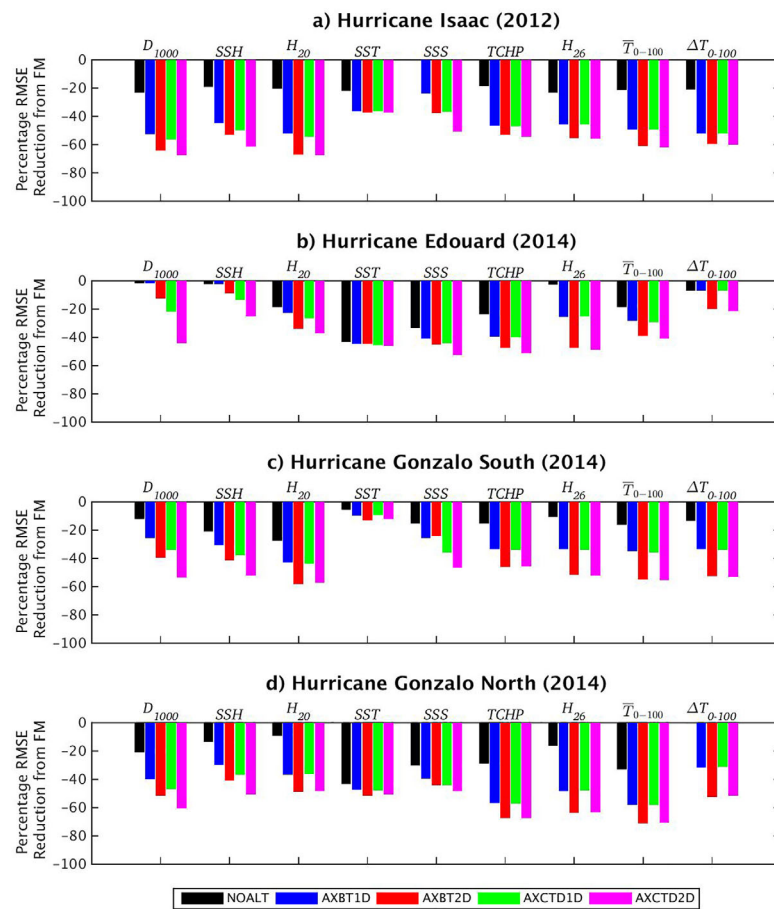 a) Hurricane Isaac (2012)
D1000 SSH H20 SST SSS TCHP H26 T̅0−100 ΔT0-100
Percentage RMSE
Reduction from FM
0
−20
−40
−60
−80
−100
b) Hurricane Edouard (2014)
D1000 SSH H20 SST SSS TCHP H26 T̅0−100 ΔT0-100
Percentage RMSE
Reduction from FM
0
−20
−40
−60
−80
−100
c) Hurricane Gonzalo South (2014)
D1000 SSH H20 SST SSS TCHP H26 T̅0−100 ΔT0-100
Percentage RMSE
Reduction from FM
0
−20
−40
−60
−80
−100
d) Hurricane Gonzalo North (2014)
D1000 SSH H20 SST SSS TCHP H26 T̅0−100 ΔT0-100
Percentage RMSE
Reduction from FM
0
−20
−40
−60
−80
−100
NOALT AXBT1D AXBT2D AXCTD1D AXCTD2D